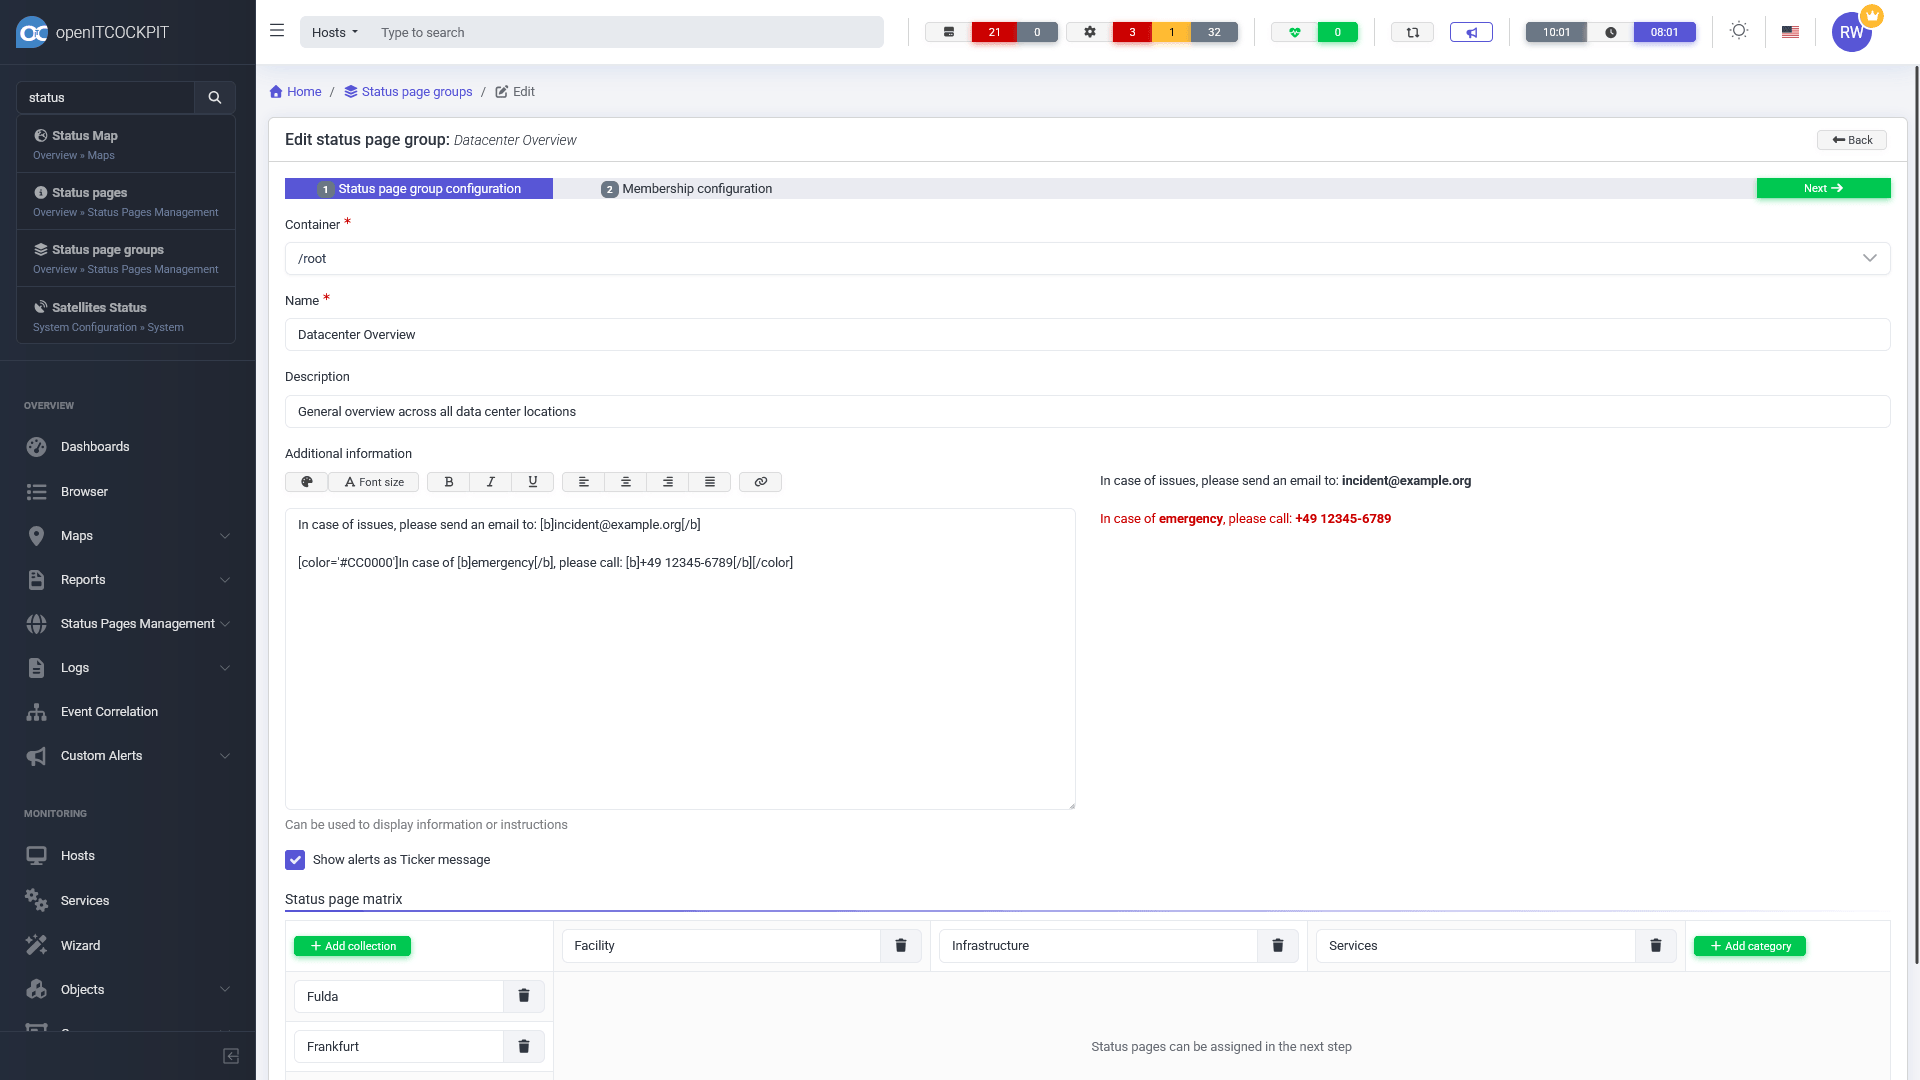 openITCOCKPIT
Hosts
Type to search
21
0
3
1
32
0
10:01
08:01
RW
status
Status Map
Overview » Maps
Status pages
Overview » Status Pages Management
Status page groups
Overview » Status Pages Management
Satellites Status
System Configuration » System
OVERVIEW
Dashboards
Browser
Maps
Reports
Status Pages Management
Logs
Event Correlation
Custom Alerts
MONITORING
Hosts
Services
Wizard
Objects
Home / Status page groups / Edit
Edit status page group: Datacenter Overview
Back
1 Status page group configuration
2 Membership configuration
Next
Container *
/root
Name *
Datacenter Overview
Description
General overview across all data center locations
Additional information
A Font size
B
I
U
In case of issues, please send an email to: [b]incident@example.org[/b]
[color='#CC0000']In case of [b]emergency[/b], please call: [b]+49 12345-6789[/b][/color]
In case of issues, please send an email to: incident@example.org
In case of emergency, please call: +49 12345-6789
Can be used to display information or instructions
Show alerts as Ticker message
Status page matrix
+ Add collection
Facility
Infrastructure
Services
+ Add category
Fulda
Frankfurt
Status pages can be assigned in the next step